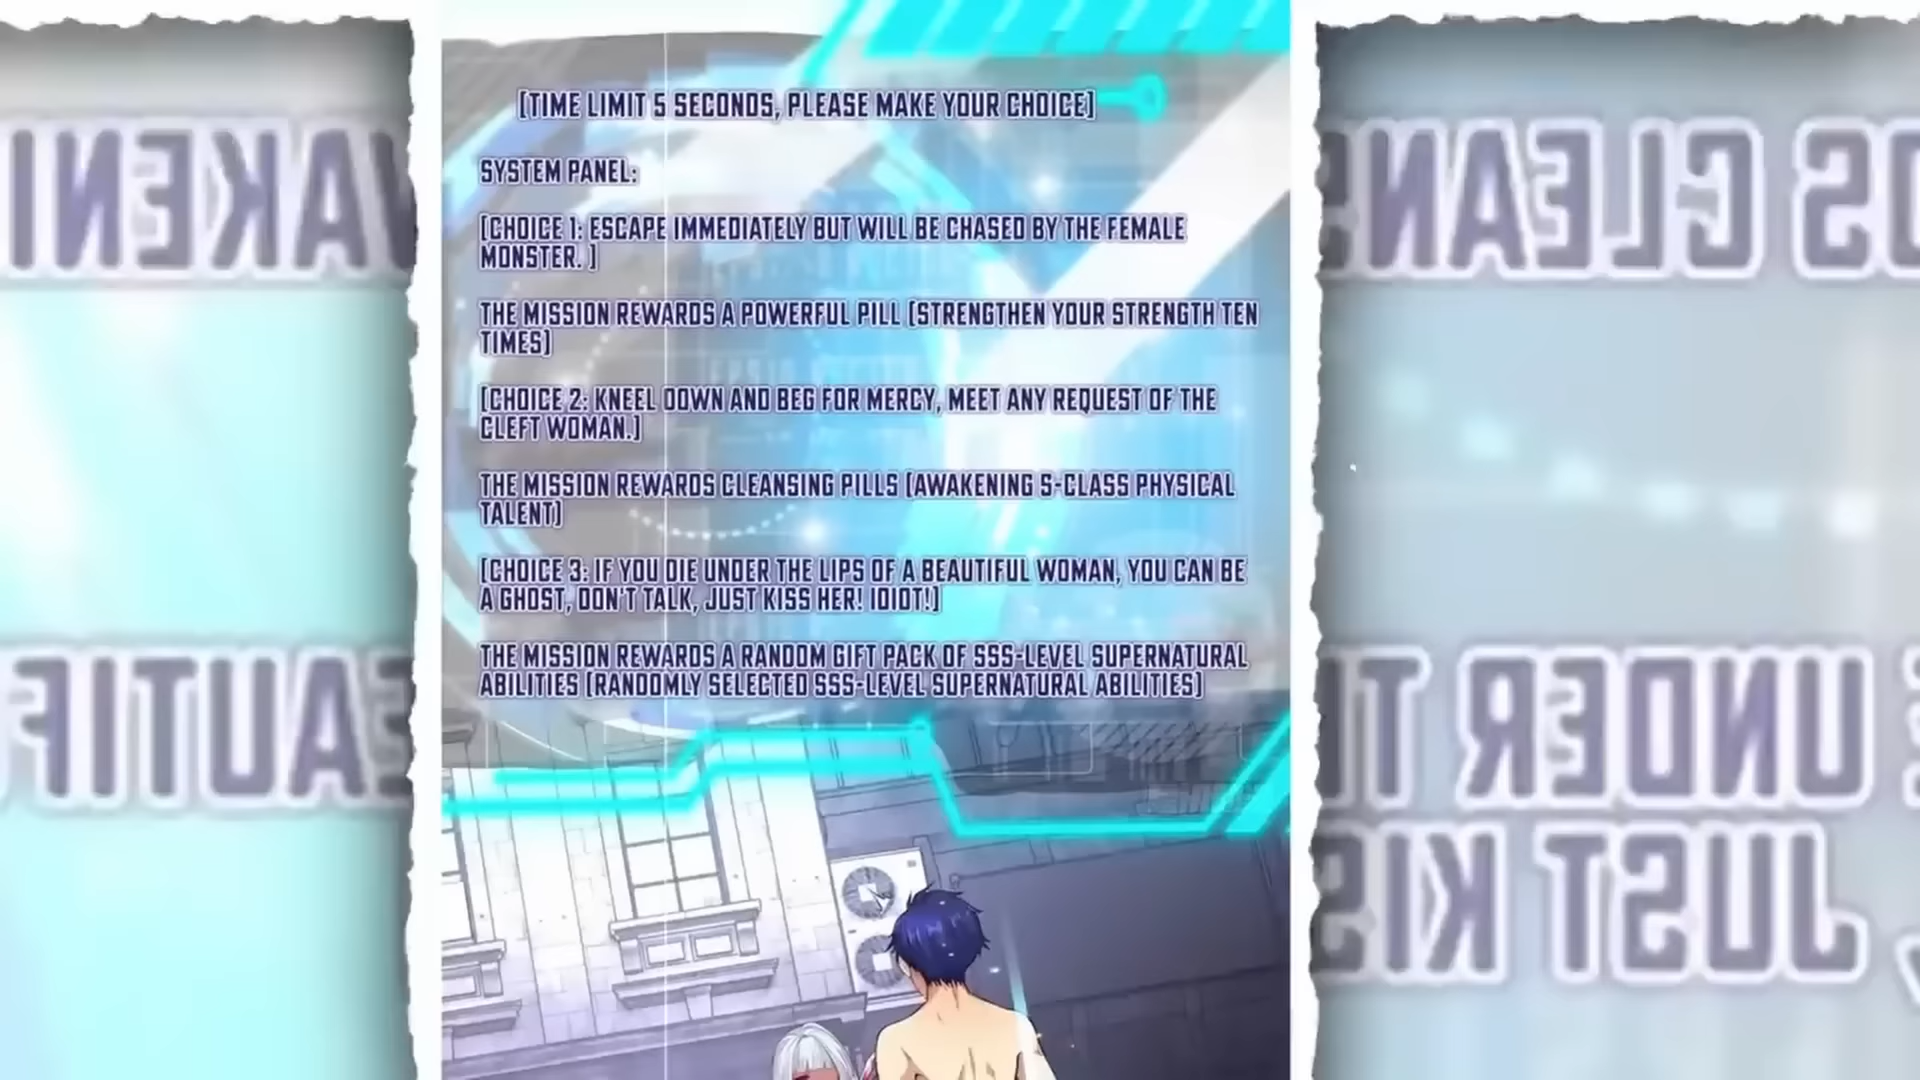 [TIME LIMIT 5 SECONDS, PLEASE MAKE YOUR CHOICE]
SYSTEM PANEL:
[CHOICE 1: ESCAPE IMMEDIATELY BUT WILL BE CHASED BY THE FEMALE
MONSTER. ]
THE MISSION REWARDS A POWERFUL PILL [STRENGTHEN YOUR STRENGTH TEN
TIMES]
[CHOICE 2: KNEEL DOWN AND BEG FOR MERCY, MEET ANY REQUEST OF THE
CLEFT WOMAN.]
THE MISSION REWARDS CLEANSING PILLS [AWAKENING S-CLASS PHYSICAL
TALENT]
[CHOICE 3: IF YOU DIE UNDER THE LIPS OF A BEAUTIFUL WOMAN, YOU CAN BE
A GHOST, DON'T TALK, JUST KISS HER! IDIOT!]
THE MISSION REWARDS A RANDOM GIFT PACK OF SSS-LEVEL SUPERNATURAL
ABILITIES [RANDOMLY SELECTED SSS-LEVEL SUPERNATURAL ABILITIES]